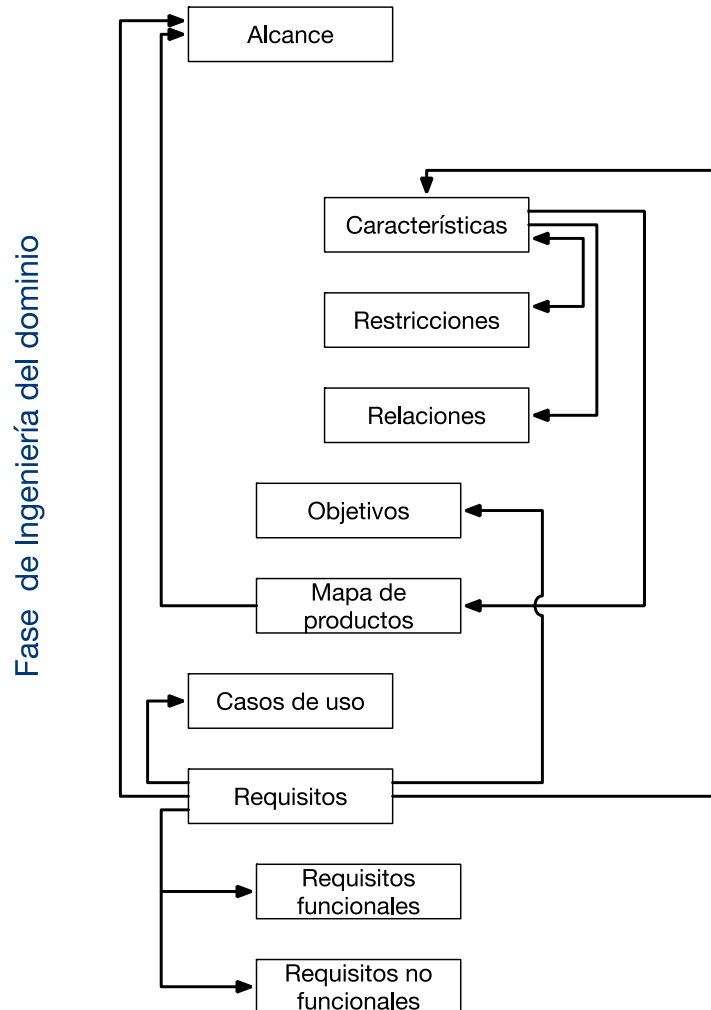 Alcance
Fase de Ingeniería del dominio
Característícas
Restricciones
Relaciones
Objetivos
Mapa de
productos
Casos de uso
Requisitos
Requisitos
funcionales
Requisitos no
funcionales